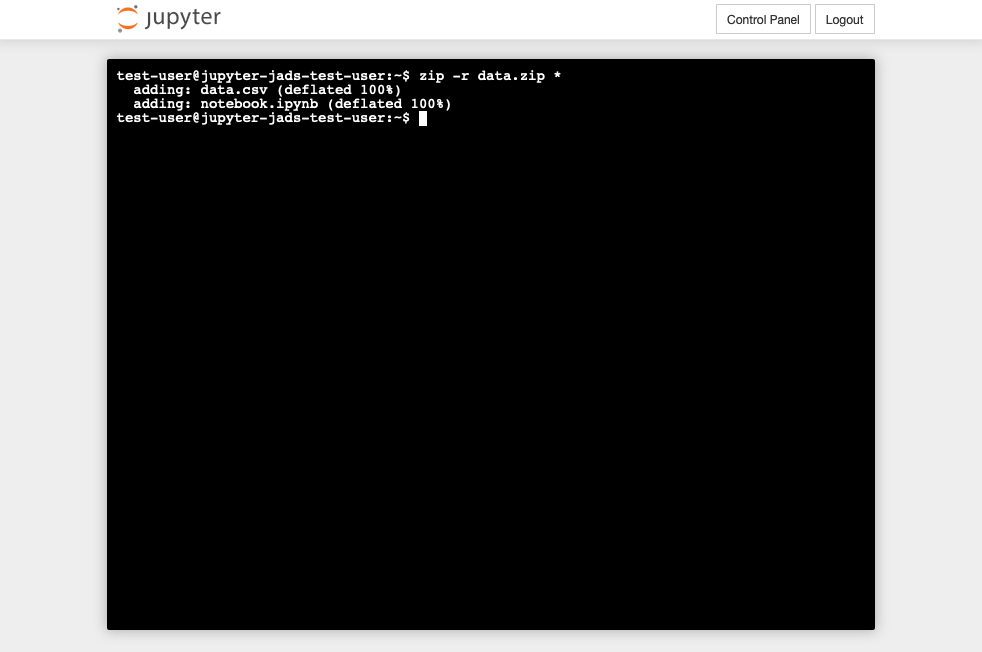 jupyter
Control Panel
Logout
test-user@jupyter-jads-test-user:~$ zip -r data.zip *
  adding: data.csv (deflated 100%)
  adding: notebook.ipynb (deflated 100%)
test-user@jupyter-jads-test-user:~$